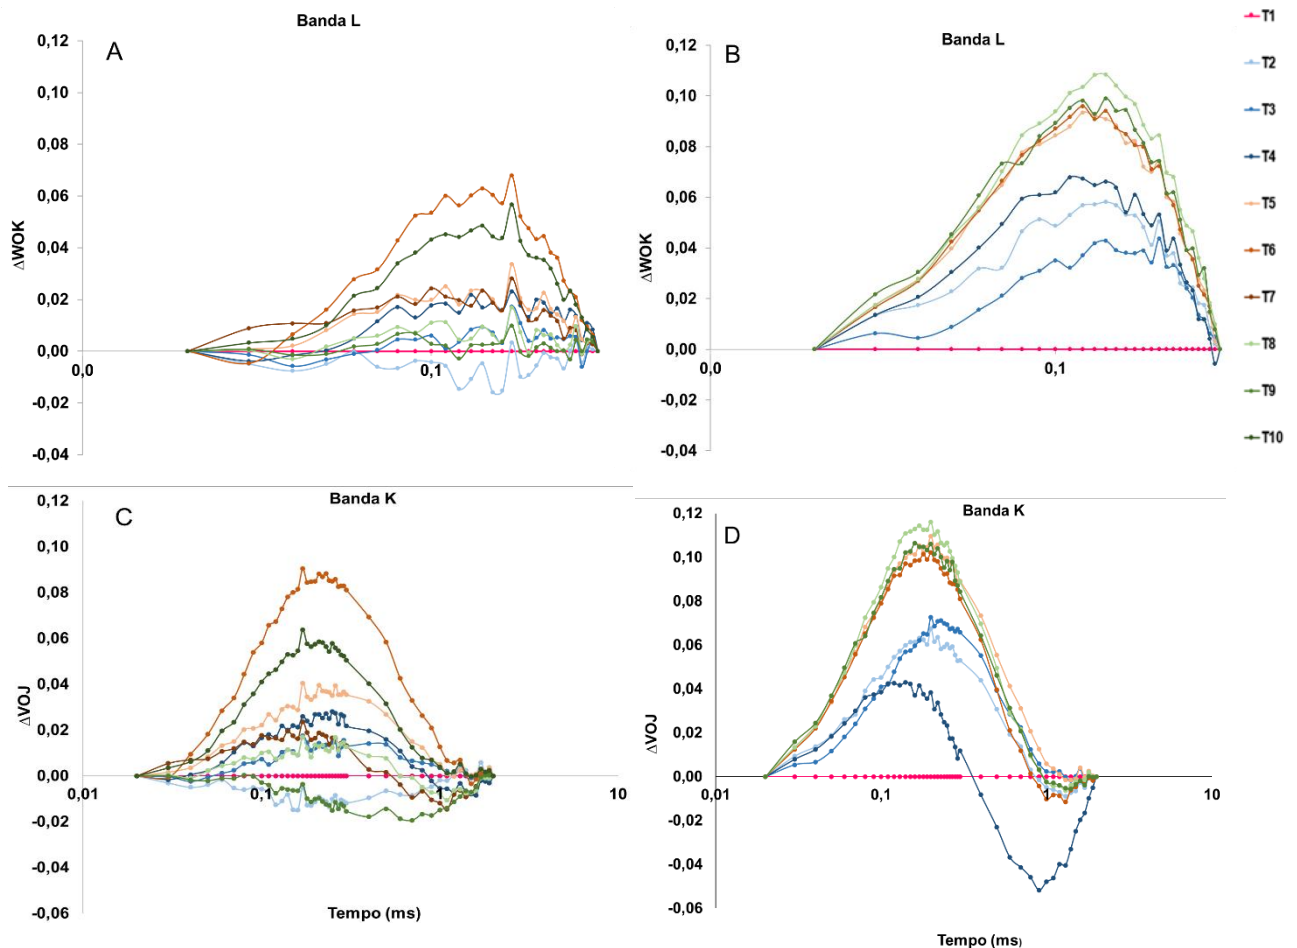 Banda L
A
0,12
0,10
0,08
0,06
0,04
0,02
0,00
-0,02
-0,04
ΔWOK
0,0
0,1
Banda L
B
0,12
0,10
0,08
0,06
0,04
0,02
0,00
-0,02
-0,04
ΔWOK
0,0
0,1
T1
T2
T3
T4
T5
T6
T7
T8
T9
T10
Banda K
C
0,12
0,10
0,08
0,06
0,04
0,02
0,00
-0,02
-0,04
-0,06
ΔVOJ
0,01
0,1
1
10
Tempo (ms)
Banda K
D
0,12
0,10
0,08
0,06
0,04
0,02
0,00
-0,02
-0,04
-0,06
ΔVOJ
0,01
0,1
1
10
Tempo (ms)